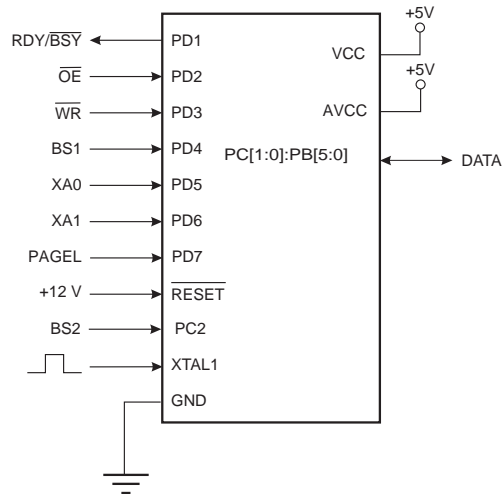 +5V
RDY/BSY PD1
VCC
OE PD2
+5V
WR PD3
AVCC
BS1 PD4
PC[1:0]:PB[5:0] DATA
XA0 PD5
XA1 PD6
PAGEL PD7
+12 V RESET
BS2 PC2
XTAL1
GND